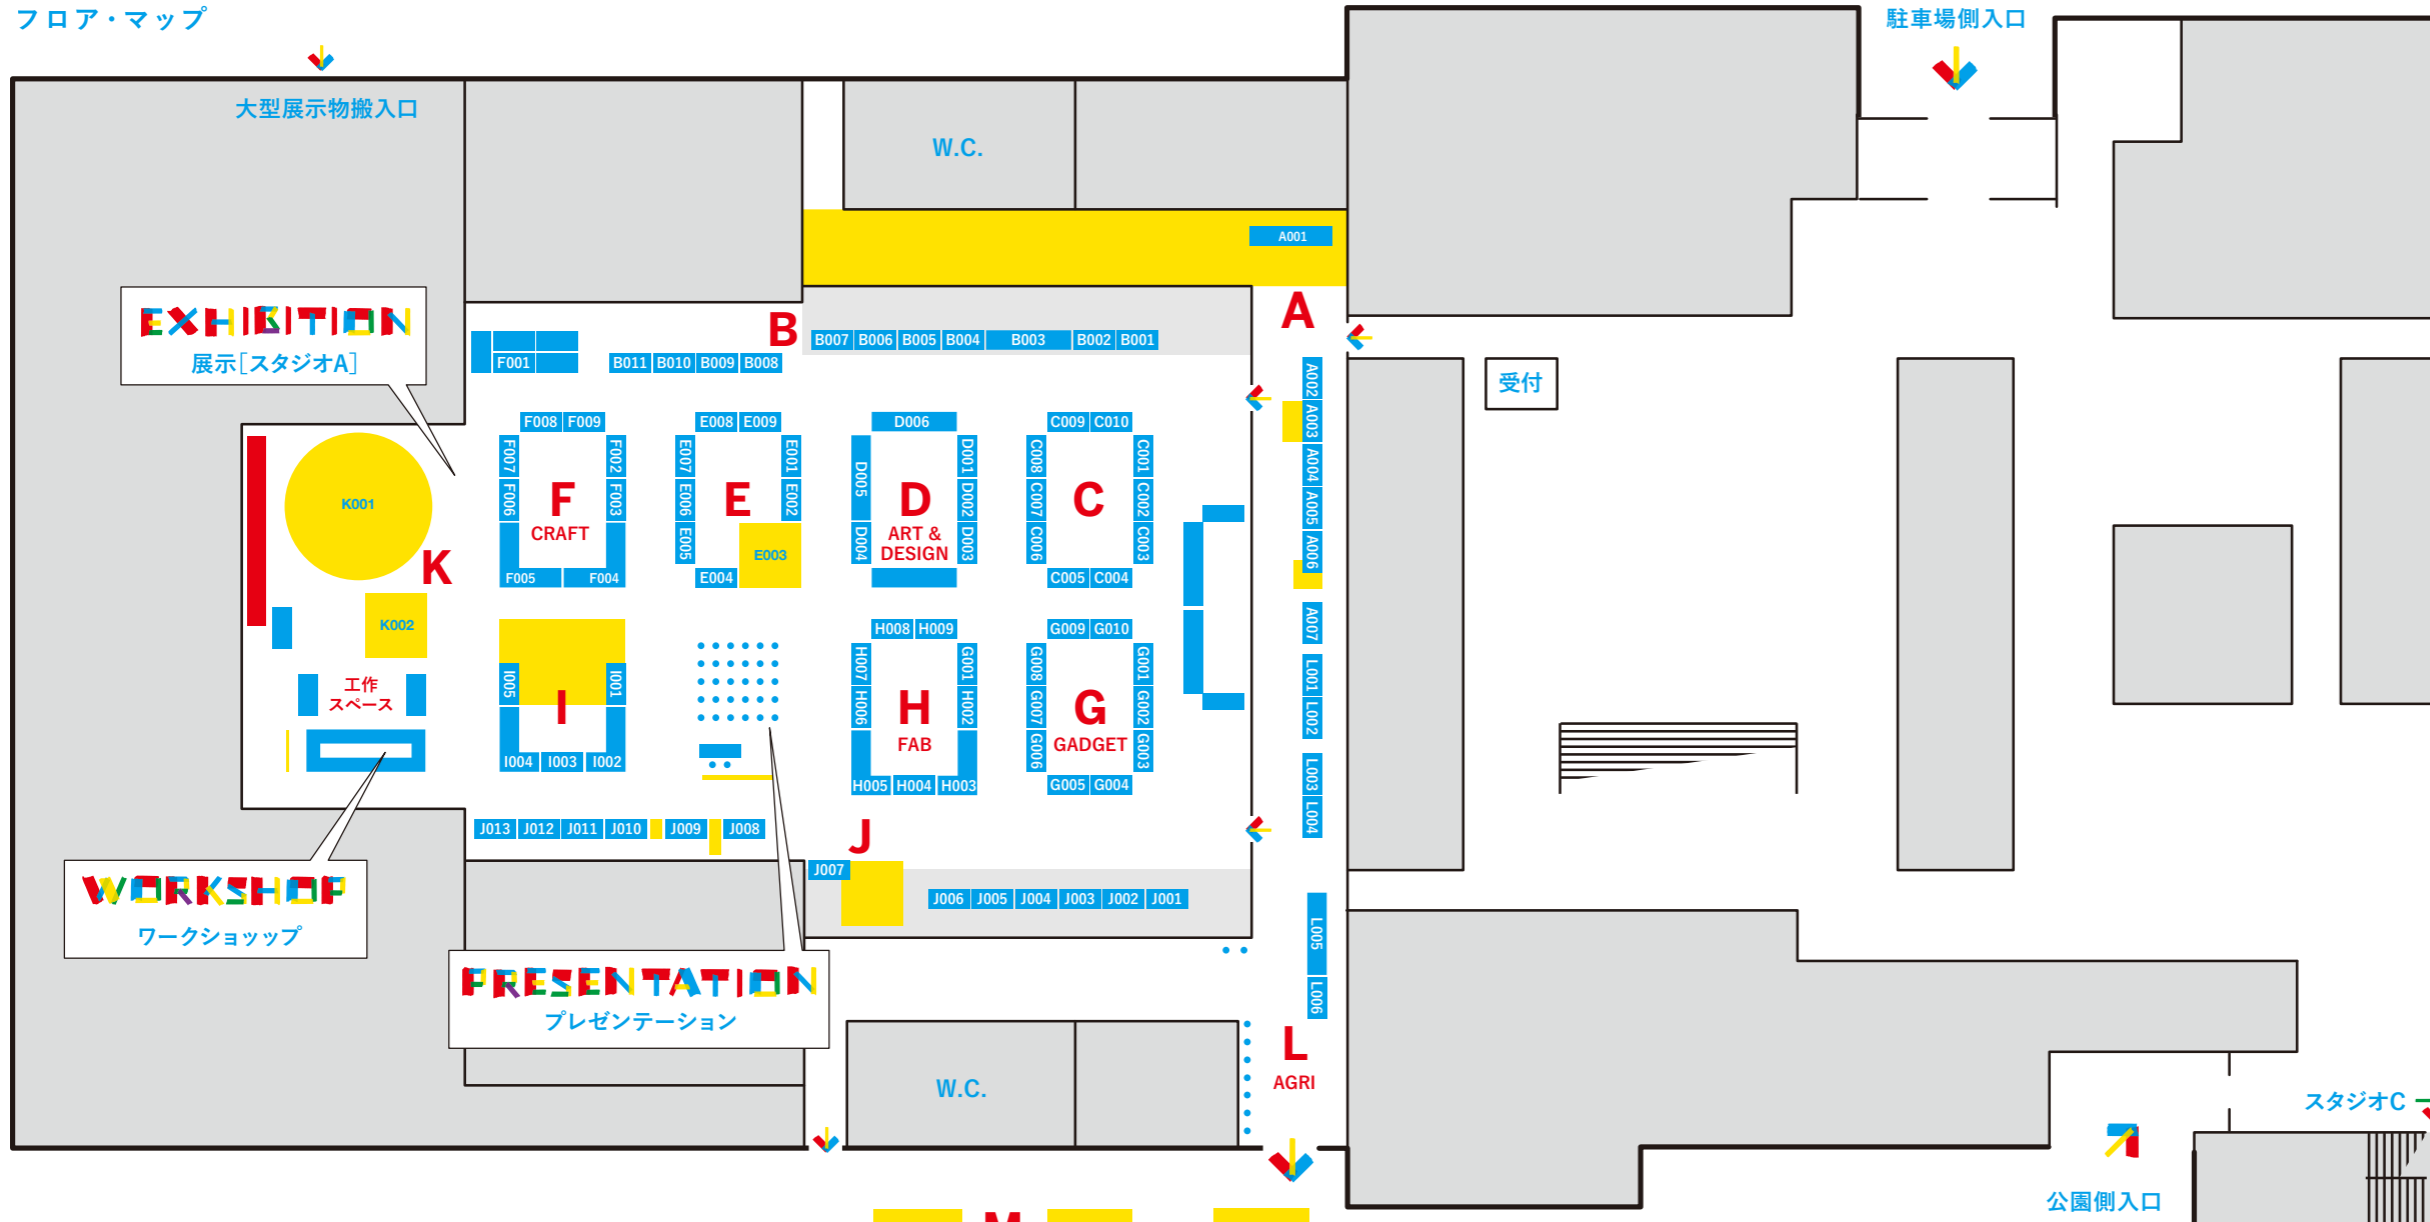 フロア・マップ
駐車場側入口
大型展示物搬入口
W.C.
A001
EXHIBITION
展示[スタジオA]
B
A
B007 B006 B005 B004 B003 B002 B001
F001
B011 B010 B009 B008
A002
A003
A004
A005
A006
A007
受付
F008 F009
F007
F006
F002
F003
F
CRAFT
F005
F004
E008 E009
E007
E006
E005
E001
E002
E
E003
E004
D006
D005
D004
D001
D002
D003
D
ART &
DESIGN
C009 C010
C008
C007
C006
C001
C002
C003
C
C005 C004
K001
K
K002
工作
スペース
I005
I001
I
I004 I003 I002
H008 H009
H007
H006
G001
H002
H
FAB
H005 H004 H003
G009 G010
G008
G007
G006
G001
G002
G003
G
GADGET
G005 G004
L001
L002
L003
L004
J013 J012 J011 J010 J009 J008
J
J007
J006 J005 J004 J003 J002 J001
WORKSHOP
ワークショッップ
L005
L006
PRESENTATION
プレゼンテーション
L
AGRI
W.C.
スタジオC
公園側入口
M